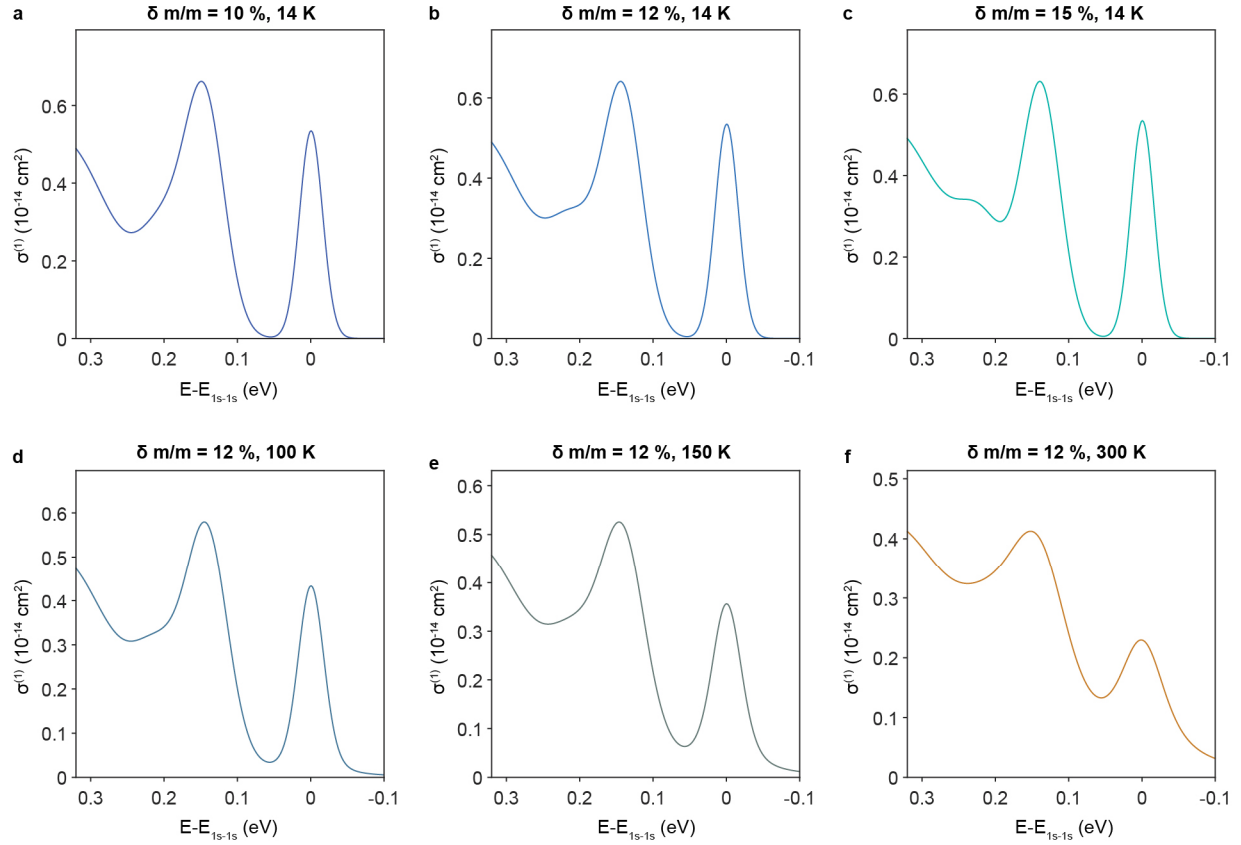 a
δ m/m = 10 %, 14 K
σ(1) (10-14 cm2)
0.6
0.4
0.2
0
0.3 0.2 0.1 0
E-E1s-1s (eV)
b
δ m/m = 12 %, 14 K
σ(1) (10-14 cm2)
0.6
0.4
0.2
0
0.3 0.2 0.1 0
E-E1s-1s (eV)
c
δ m/m = 15 %, 14 K
σ(1) (10-14 cm2)
0.6
0.4
0.2
0
0.3 0.2 0.1 0 -0.1
E-E1s-1s (eV)
d
δ m/m = 12 %, 100 K
σ(1) (10-14 cm2)
0.6
0.5
0.4
0.3
0.2
0.1
0
0.3 0.2 0.1 0 -0.1
E-E1s-1s (eV)
e
δ m/m = 12 %, 150 K
σ(1) (10-14 cm2)
0.6
0.5
0.4
0.3
0.2
0.1
0
0.3 0.2 0.1 0 -0.1
E-E1s-1s (eV)
f
δ m/m = 12 %, 300 K
σ(1) (10-14 cm2)
0.5
0.4
0.3
0.2
0.1
0
0.3 0.2 0.1 0 -0.1
E-E1s-1s (eV)